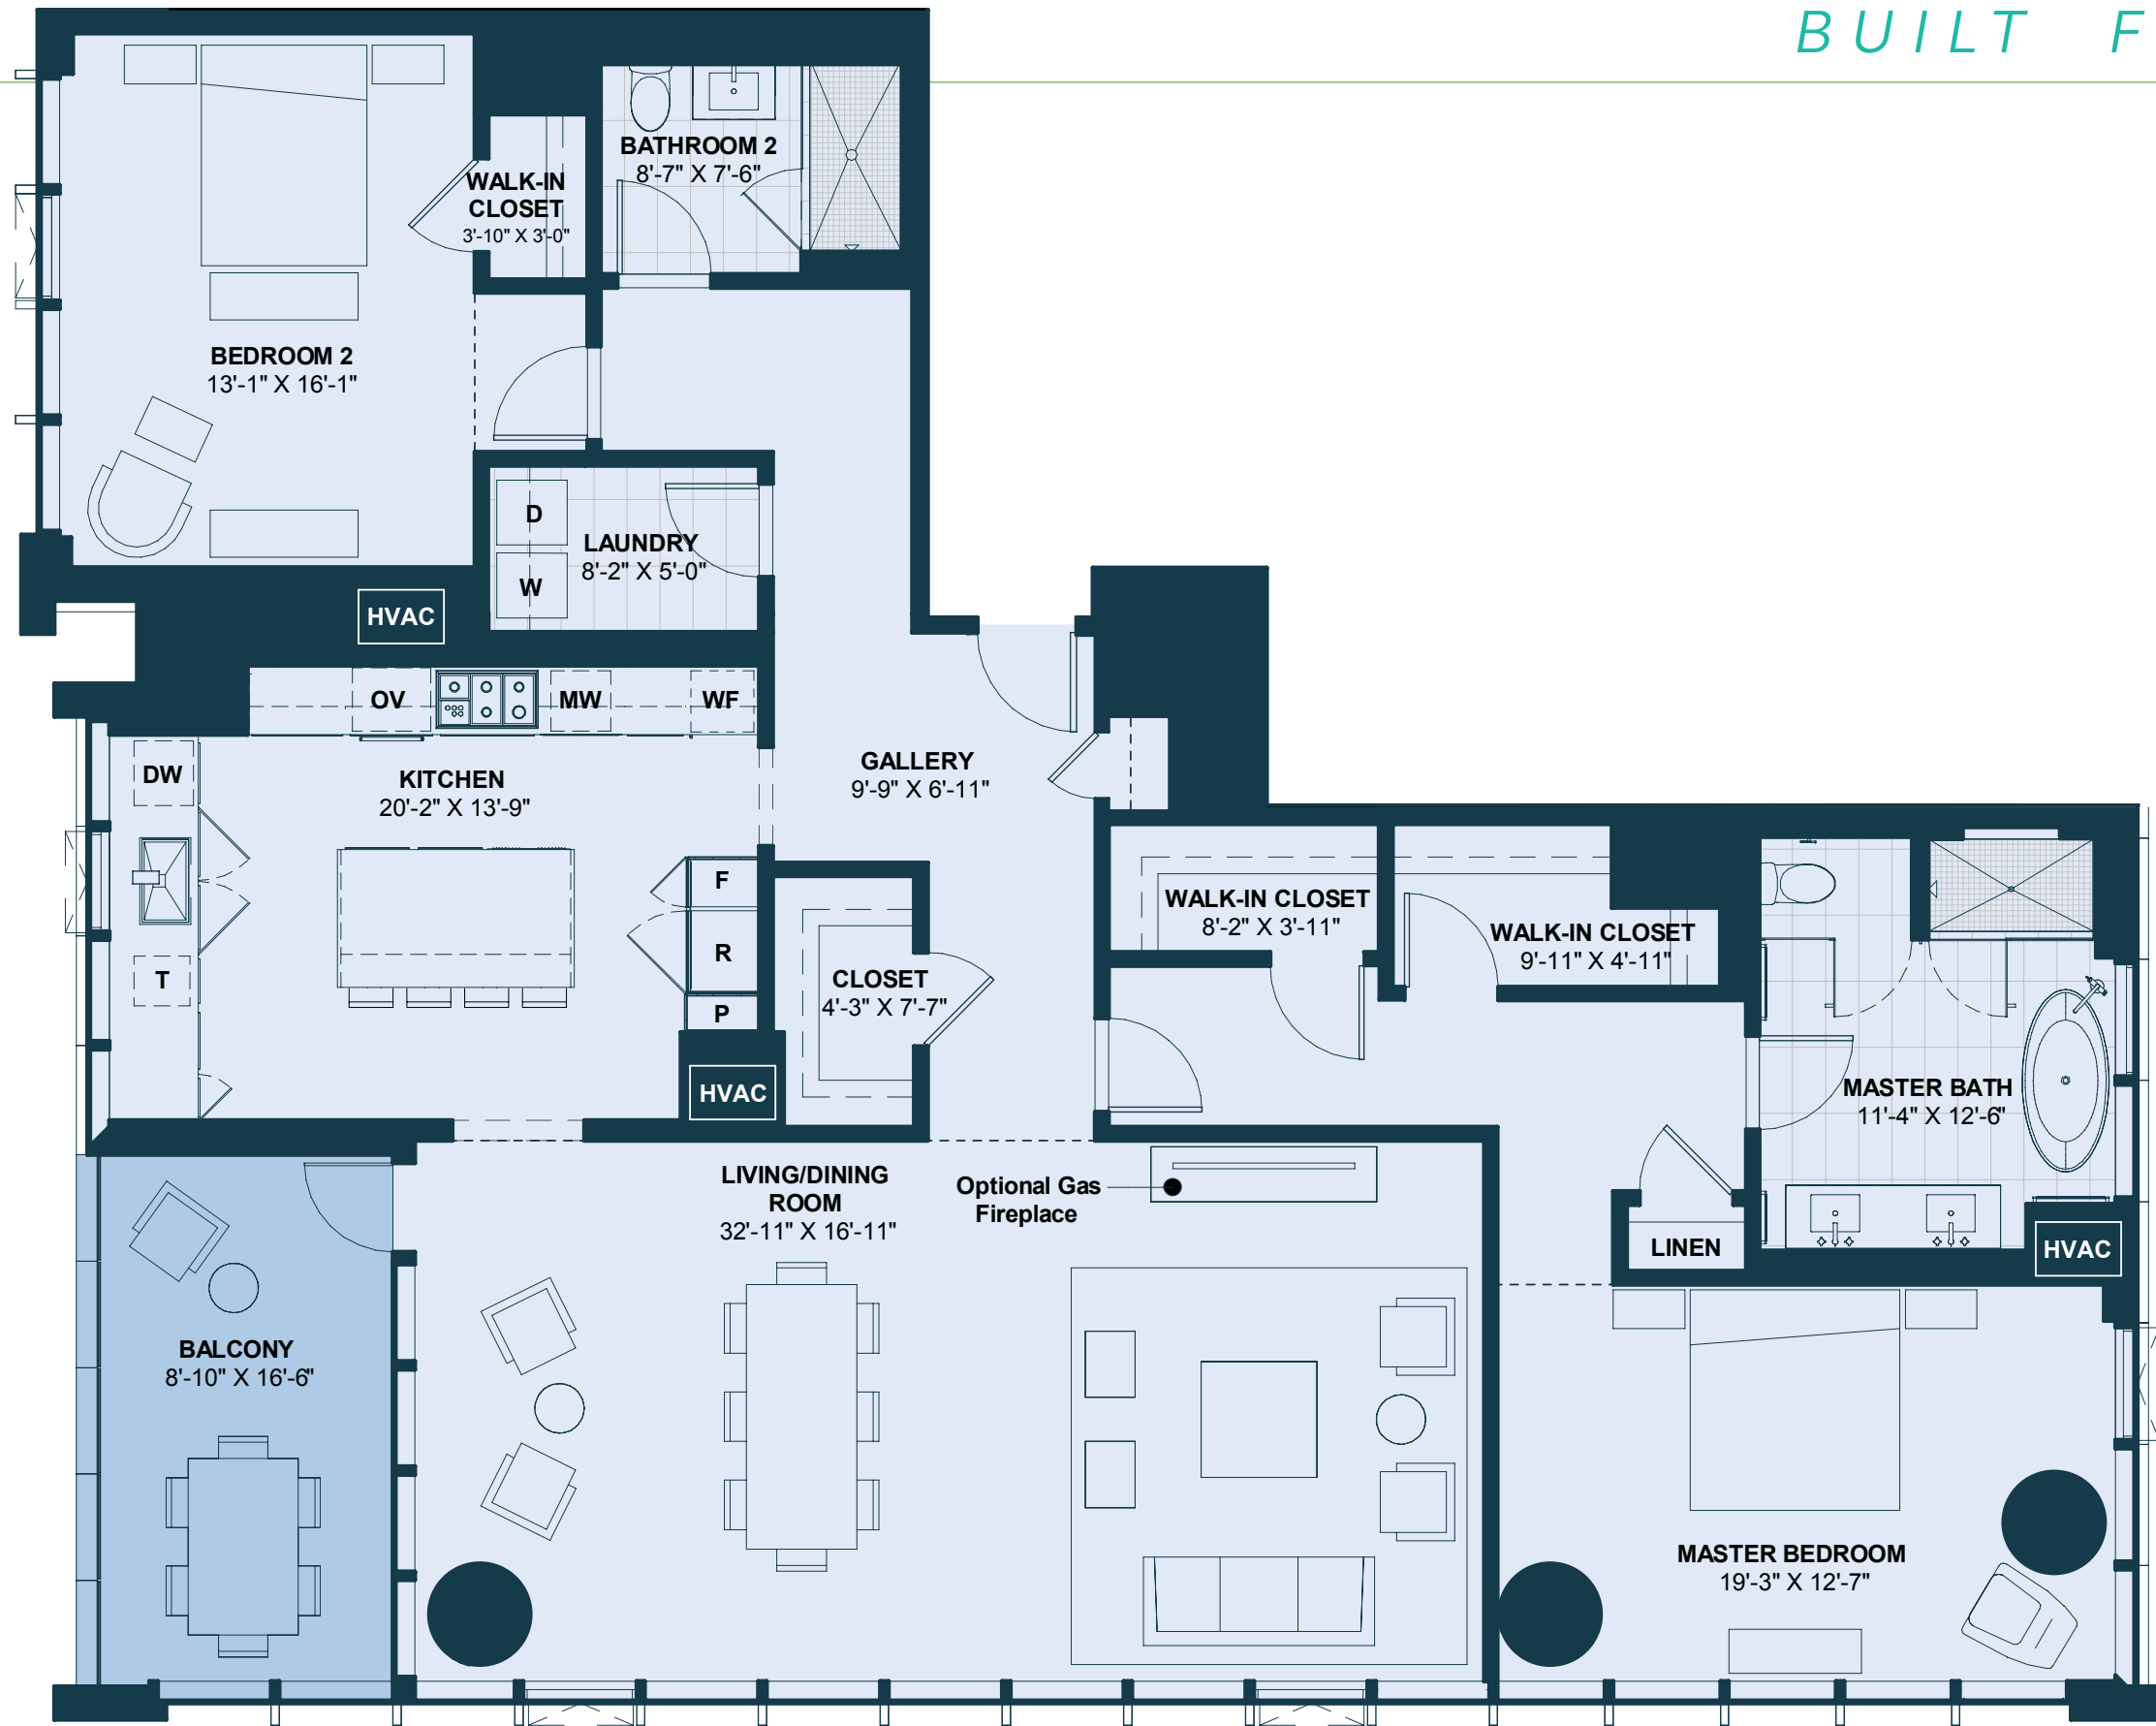 BUILT F
BATHROOM 2
8'-7" X 7'-6"
WALK-IN
CLOSET
3'-10" X 3'-0"
BEDROOM 2
13'-1" X 16'-1"
D
W
LAUNDRY
8'-2" X 5'-0"
HVAC
OV
MW
WF
DW
KITCHEN
20'-2" X 13'-9"
GALLERY
9'-9" X 6'-11"
F
R
P
T
CLOSET
4'-3" X 7'-7"
HVAC
WALK-IN CLOSET
8'-2" X 3'-11"
WALK-IN CLOSET
9'-11" X 4'-11"
MASTER BATH
11'-4" X 12'-6"
LIVING/DINING
ROOM
32'-11" X 16'-11"
Optional Gas
Fireplace
LINEN
HVAC
BALCONY
8'-10" X 16'-6"
MASTER BEDROOM
19'-3" X 12'-7"